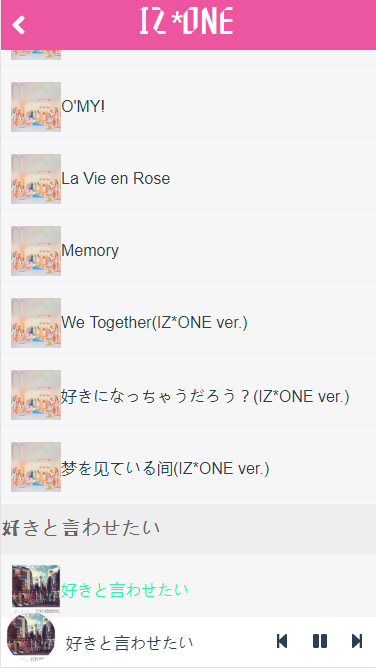 IZ*ONE
O'MY!
La Vie en Rose
Memory
We Together(IZ*ONE ver.)
好きになっちゃうだろう？(IZ*ONE ver.)
梦を见ている间(IZ*ONE ver.)
好きと言わせたい
好きと言わせたい
好きと言わせたい